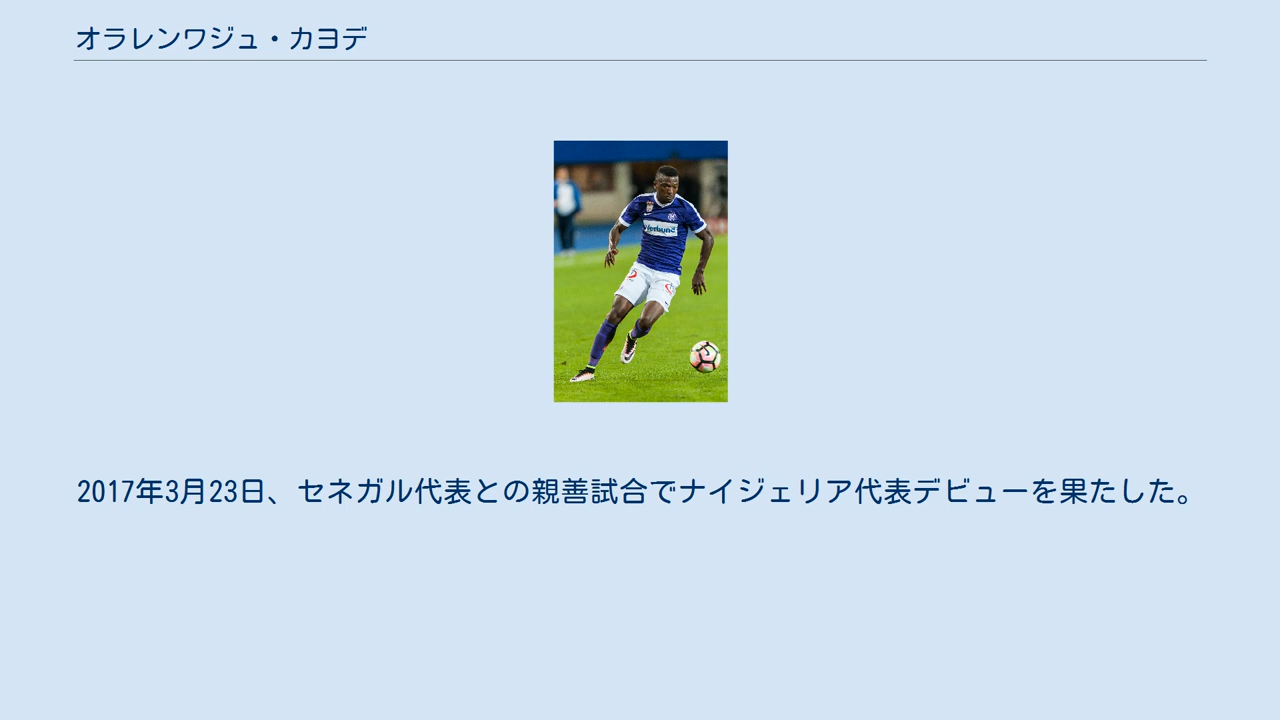 オラレンワジュ・カヨデ
Verbund
2017年3月23日、セネガル代表との親善試合でナイジェリア代表デビューを果たした。